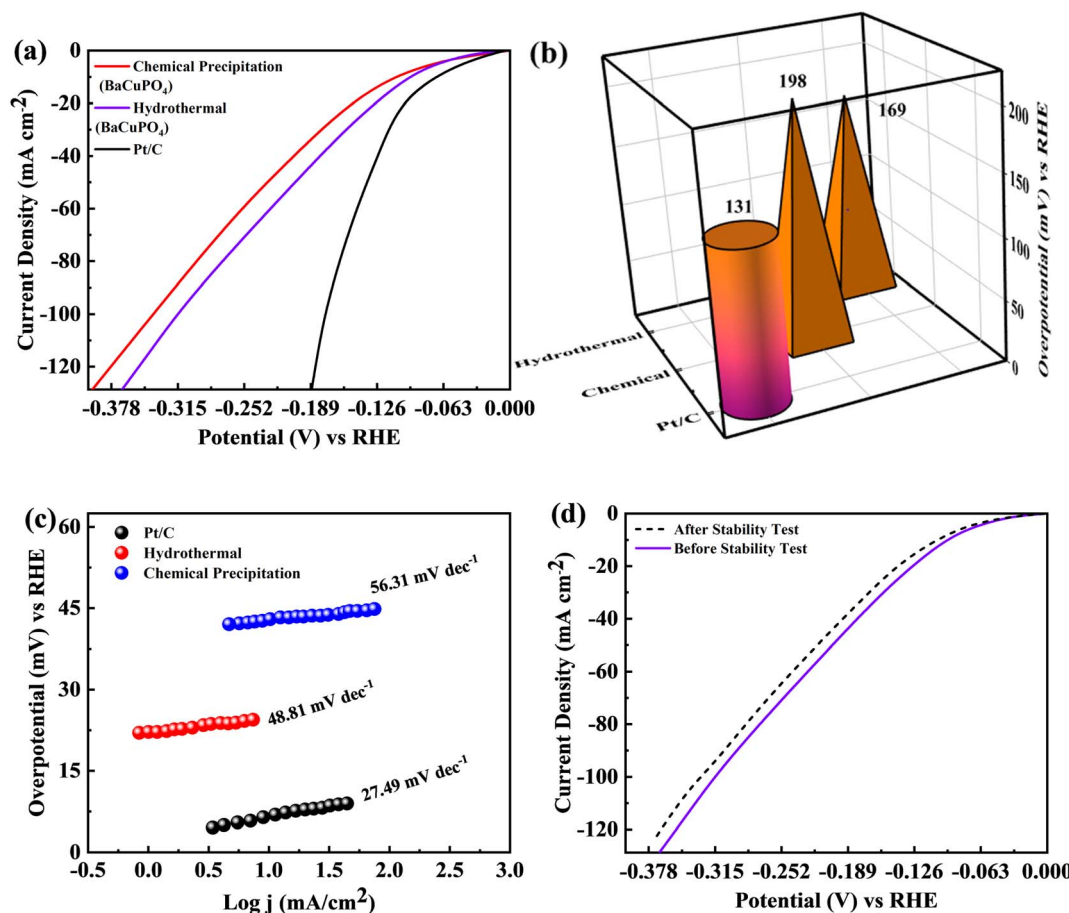 (a)
Chemical Precipitation
(BaCuPO₄)
Hydrothermal
(BaCuPO₄)
Pt/C
Current Density (mA cm⁻²)
0
-20
-40
-60
-80
-100
-120
-0.378 -0.315 -0.252 -0.189 -0.126 -0.063 0.000
Potential (V) vs RHE
(b)
198
169
131
200
150
100
50
0
Overpotential (mV) vs RHE
Hydrothermal
Chemical
Pt/C
(c)
Pt/C
Hydrothermal
Chemical Precipitation
56.31 mV dec⁻¹
48.81 mV dec⁻¹
27.49 mV dec⁻¹
Overpotential (mV) vs RHE
60
45
30
15
0
-0.5 0.0 0.5 1.0 1.5 2.0 2.5 3.0
Log j (mA/cm²)
(d)
After Stability Test
Before Stability Test
Current Density (mA cm⁻²)
0
-20
-40
-60
-80
-100
-120
-0.378 -0.315 -0.252 -0.189 -0.126 -0.063 0.000
Potential (V) vs RHE